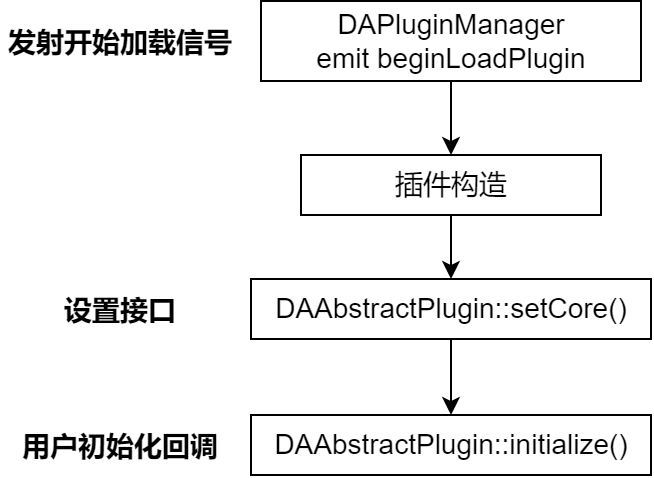 发射开始加载信号
DAPluginManager
emit beginLoadPlugin
插件构造
设置接口
DAAbstractPlugin::setCore()
用户初始化回调
DAAbstractPlugin::initialize()